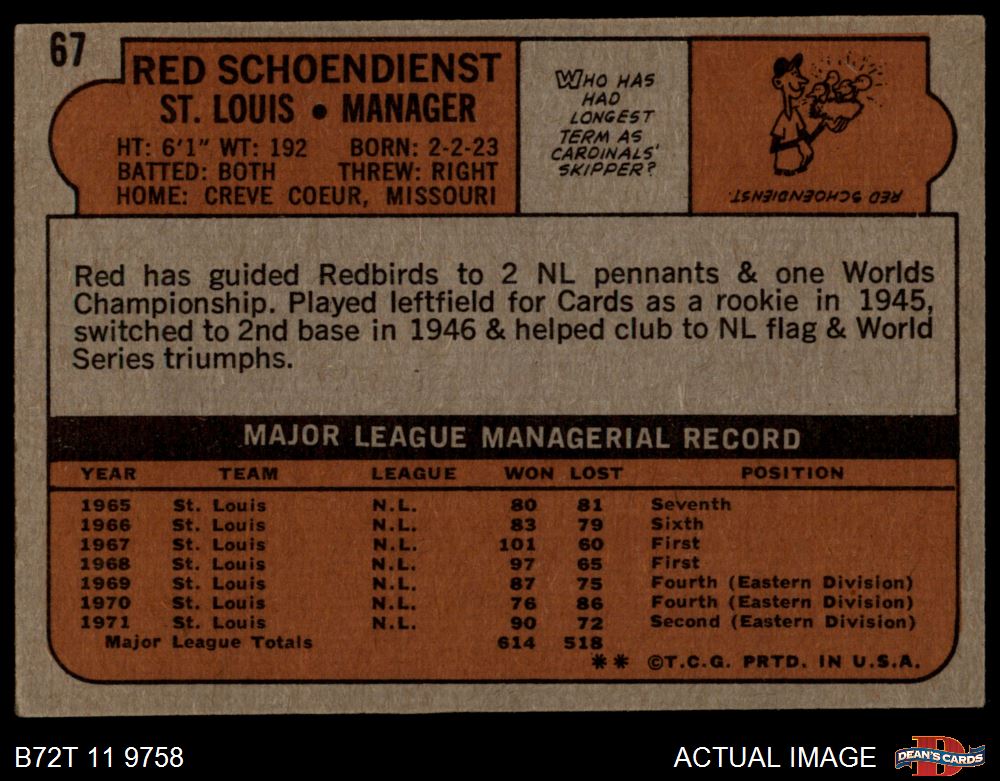 67
RED SCHOENDIENST
ST. LOUIS • MANAGER
HT: 6'1" WT: 192 BORN: 2-2-23
BATTED: BOTH THREW: RIGHT
HOME: CREVE COEUR, MISSOURI
WHO HAS
HAD
LONGEST
TERM AS
CARDINALS'
SKIPPER?
RED SCHOENDIENST.
Red has guided Redbirds to 2 NL pennants & one Worlds
Championship. Played leftfield for Cards as a rookie in 1945,
switched to 2nd base in 1946 & helped club to NL flag & World
Series triumphs.
MAJOR LEAGUE MANAGERIAL RECORD
YEAR TEAM LEAGUE WON LOST POSITION
1965 St. Louis N.L. 80 81 Seventh
1966 St. Louis N.L. 83 79 Sixth
1967 St. Louis N.L. 101 60 First
1968 St. Louis N.L. 97 65 First
1969 St. Louis N.L. 87 75 Fourth (Eastern Division)
1970 St. Louis N.L. 76 86 Fourth (Eastern Division)
1971 St. Louis N.L. 90 72 Second (Eastern Division)
Major League Totals 614 518
** ©T.C.G. PRTD. IN U.S.A.
B72T 11 9758
ACTUAL IMAGE
D
DEAN'S CARDS